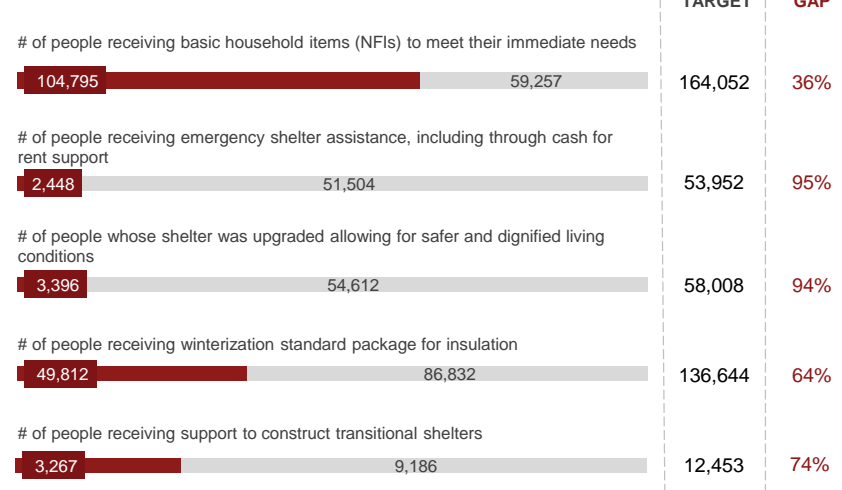 TARGET GAP
# of people receiving basic household items (NFIs) to meet their immediate needs
104,795 59,257 164,052 36%
# of people receiving emergency shelter assistance, including through cash for
rent support
2,448 51,504 53,952 95%
# of people whose shelter was upgraded allowing for safer and dignified living
conditions
3,396 54,612 58,008 94%
# of people receiving winterization standard package for insulation
49,812 86,832 136,644 64%
# of people receiving support to construct transitional shelters
3,267 9,186 12,453 74%